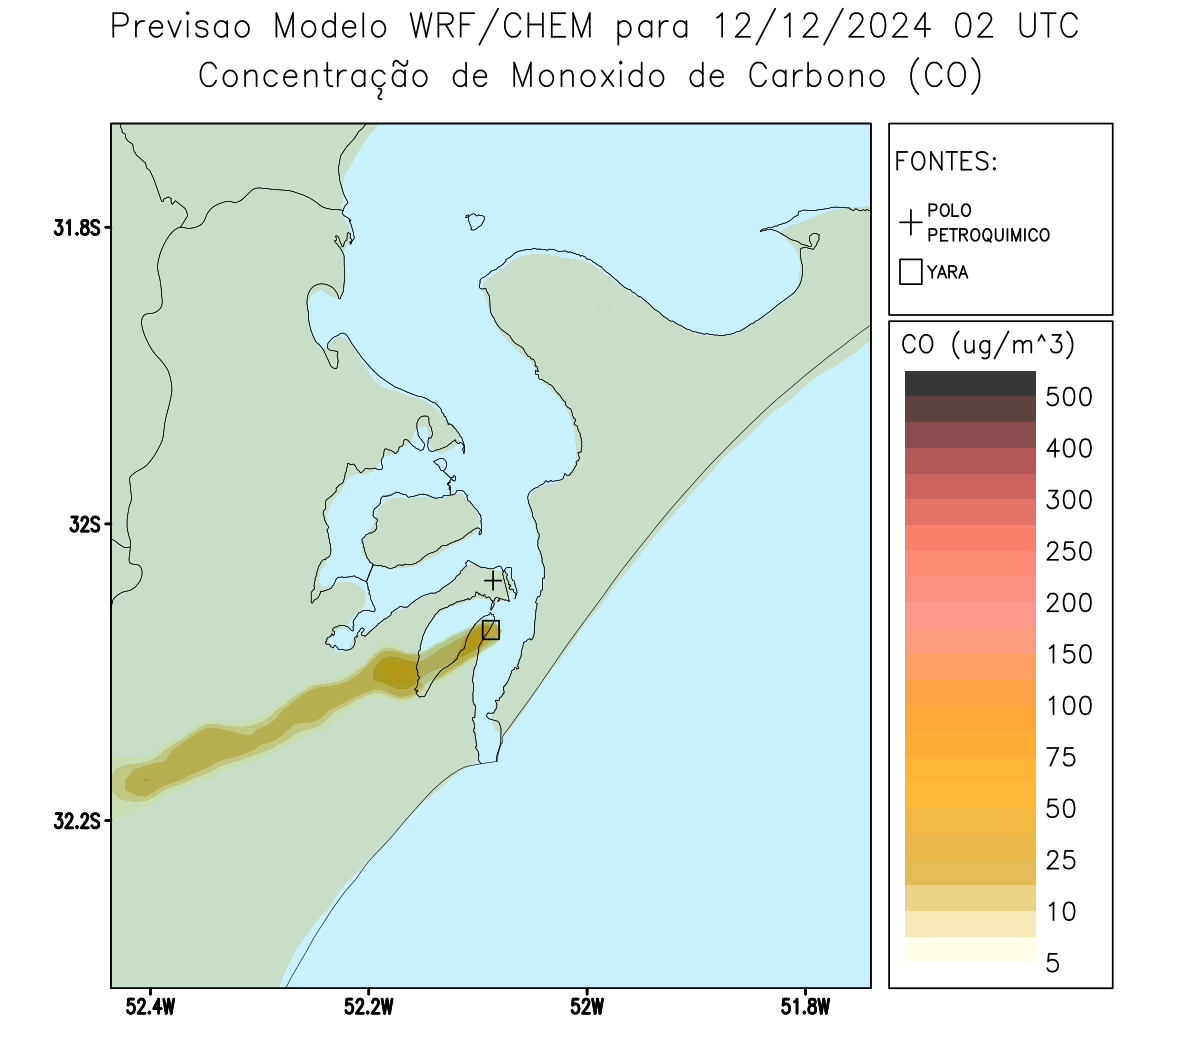 Previsao Modelo WRF/CHEM para 12/12/2024 02 UTC
Concentração de Monoxido de Carbono (CO)
FONTES:
POLO
PETROQUIMICO
YARA
CO (ug/m^3)
500
400
300
250
200
150
100
75
50
25
10
5
31.8S
32S
32.2S
52.4W
52.2W
52W
51.8W